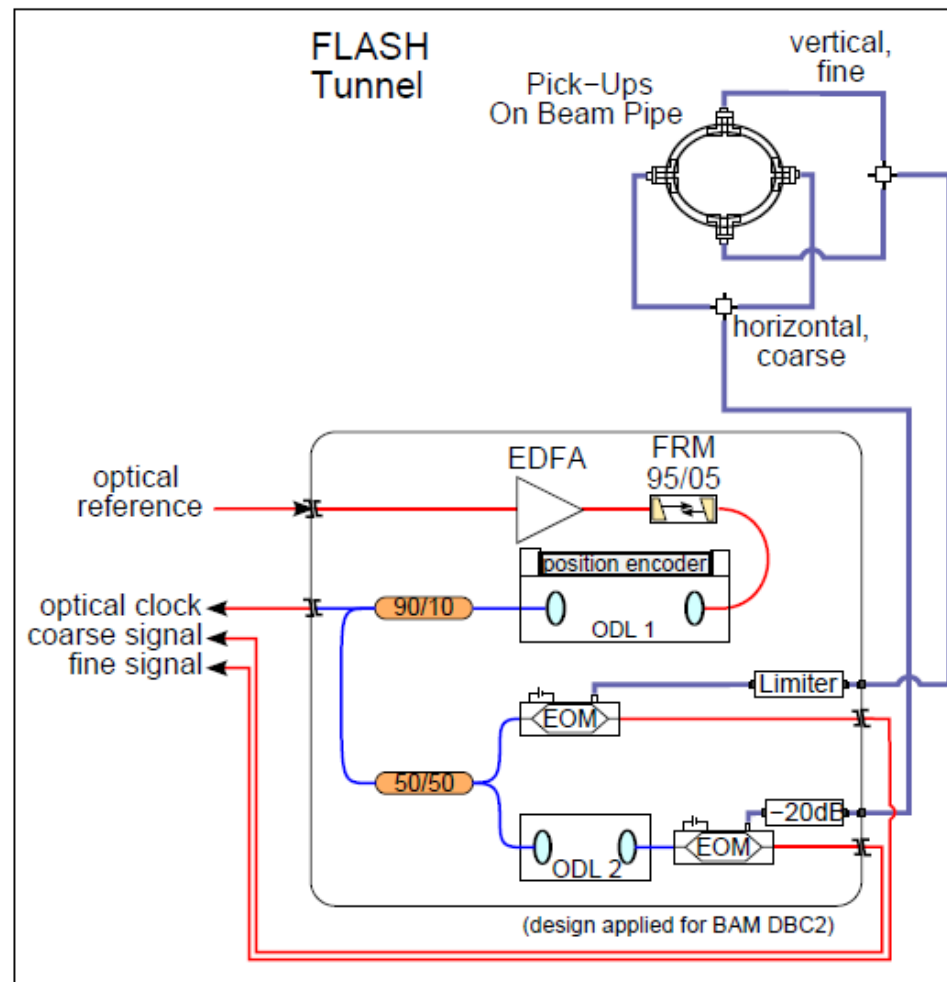 FLASH
Tunnel
vertical,
fine
Pick-Ups
On Beam Pipe
horizontal,
coarse
optical
reference
EDFA
FRM
95/05
position encoder
ODL 1
optical clock
coarse signal
fine signal
90/10
Limiter
EOM
50/50
-20dB
EOM
ODL 2
(design applied for BAM DBC2)